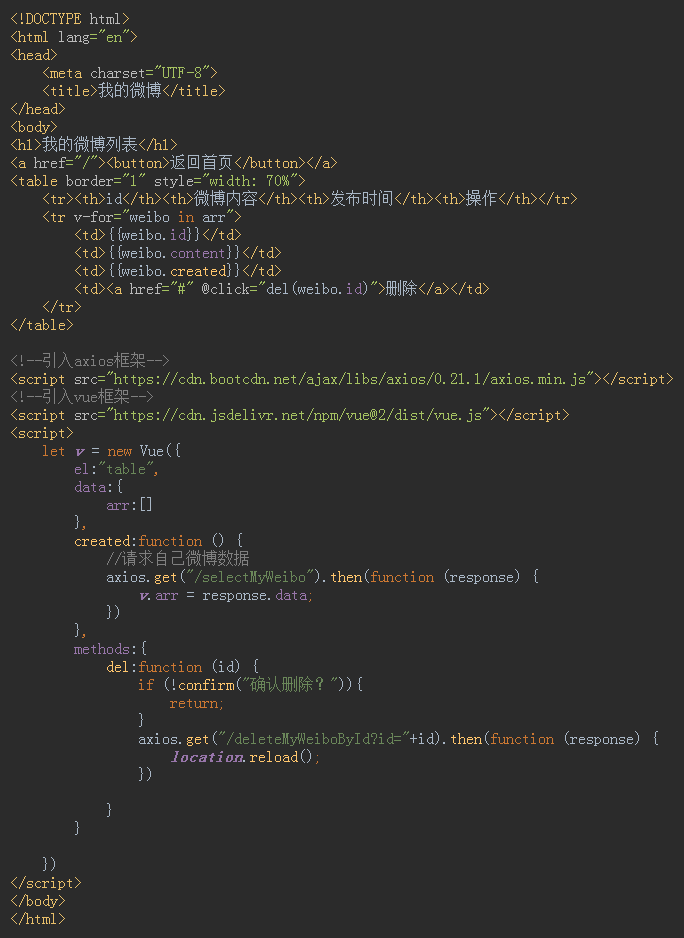 <!DOCTYPE html>
<html lang="en">
<head>
    <meta charset="UTF-8">
    <title>我的微博</title>
</head>
<body>
<h1>我的微博列表</h1>
<a href="/"><button>返回首页</button></a>
<table border="1" style="width: 70%">
    <tr><th>id</th><th>微博内容</th><th>发布时间</th><th>操作</th></tr>
    <tr v-for="weibo in arr">
        <td>{{weibo.id}}</td>
        <td>{{weibo.content}}</td>
        <td>{{weibo.created}}</td>
        <td><a href="#" @click="del(weibo.id)">删除</a></td>
    </tr>
</table>

<!--引入axios框架-->
<script src="https://cdn.bootcdn.net/ajax/libs/axios/0.21.1/axios.min.js"></script>
<!--引入vue框架-->
<script src="https://cdn.jsdelivr.net/npm/vue@2/dist/vue.js"></script>
<script>
    let v = new Vue({
        el:"table",
        data:{
            arr:[]
        },
        created:function () {
            //请求自己微博数据
            axios.get("/selectMyWeibo").then(function (response) {
                v.arr = response.data;
            })
        },
        methods:{
            del:function (id) {
                if (!confirm("确认删除？")){
                    return;
                }
                axios.get("/deleteMyWeiboById?id="+id).then(function (response) {
                    location.reload();
                })

            }
        }

    })
</script>
</body>
</html>